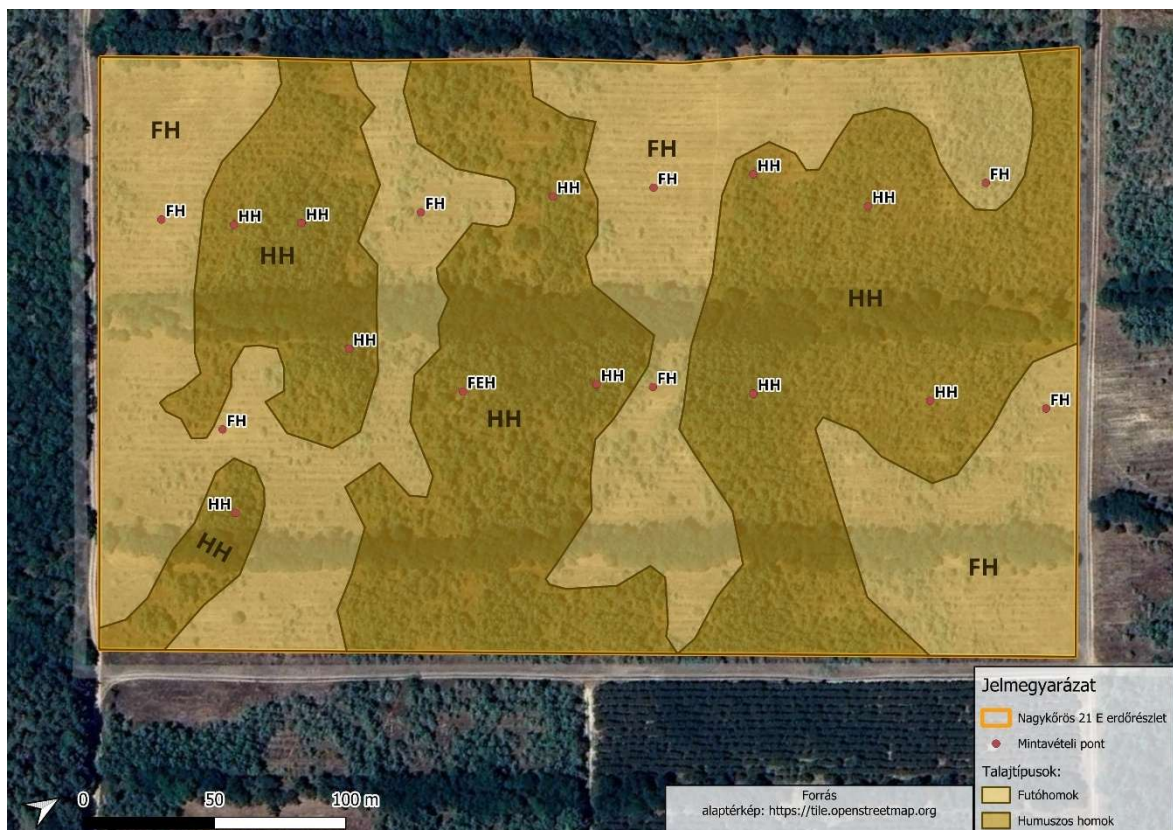 FH
FH
HH
FH
HH
FH
FH
HH
HH
FH
HH
HH
HH
HH
HH
FEH
HH
HH
FH
HH
HH
FH
FH
HH
HH
FH
Jelmegyarázat
Nagykőrös 21 E erdőrészlet
Mintavételi pont
Talajtípusok:
Futóhomok
Humuszos homok
0 50 100 m
Forrás
alaptérkép: https://tile.openstreetmap.org